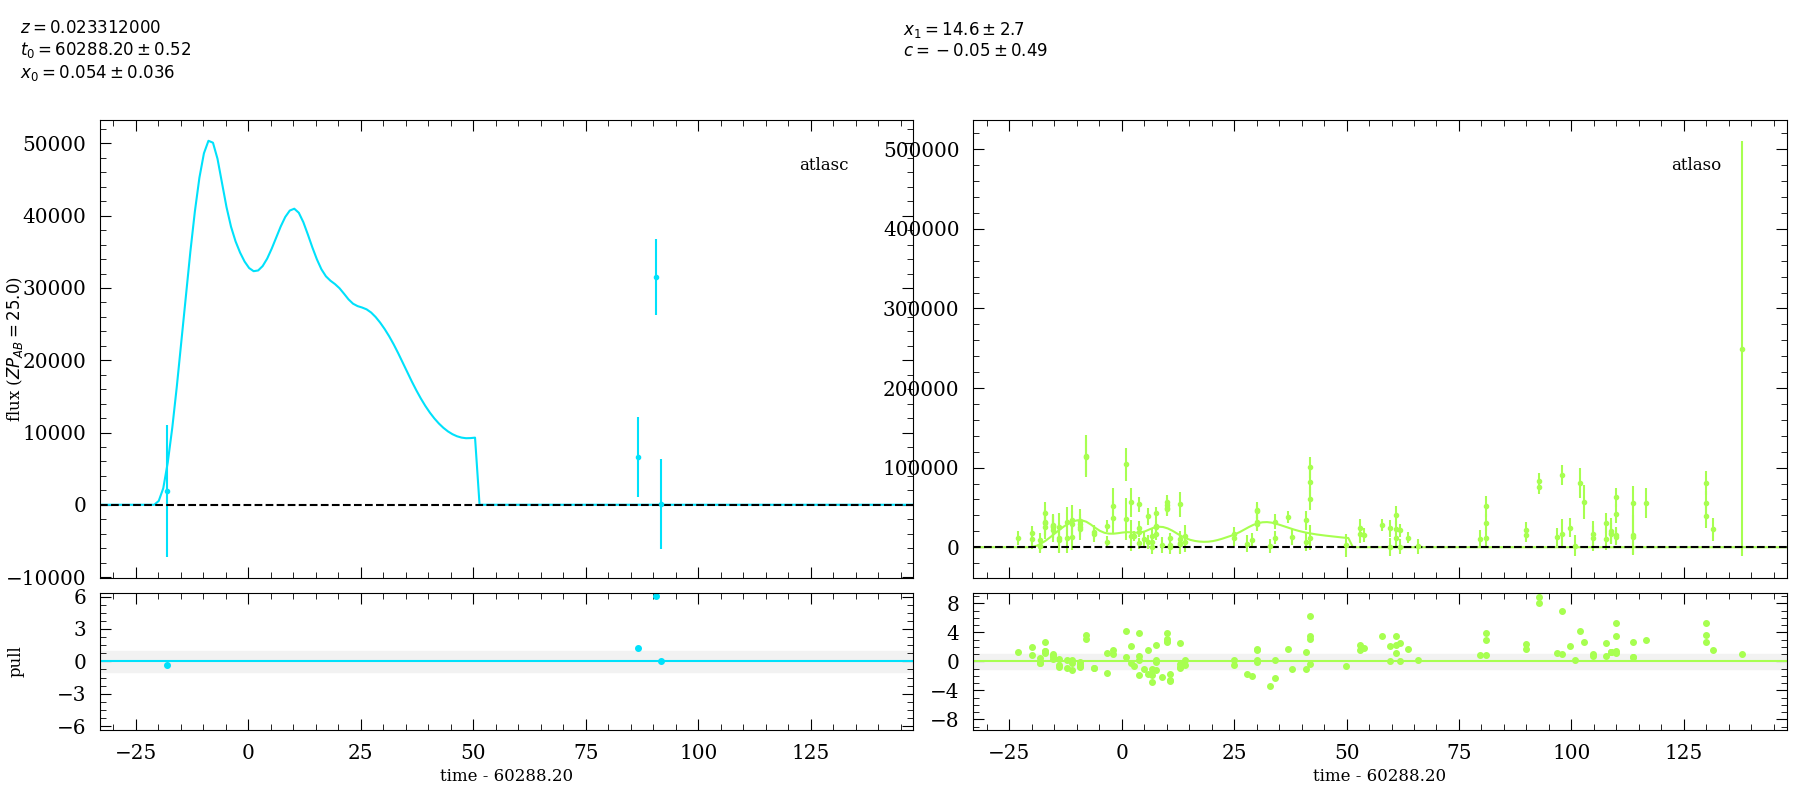 z = 0.023312000
t0 = 60288.20 ± 0.52
x0 = 0.054 ± 0.036
x1 = 14.6 ± 2.7
c = −0.05 ± 0.49
flux (ZP_AB = 25.0)
50000
40000
30000
20000
10000
0
−10000
atlasc
500000
400000
300000
200000
100000
0
atlaso
pull
6
3
0
−3
−6
−25 0 25 50 75 100 125
time - 60288.20
8
4
0
−4
−8
−25 0 25 50 75 100 125
time - 60288.20